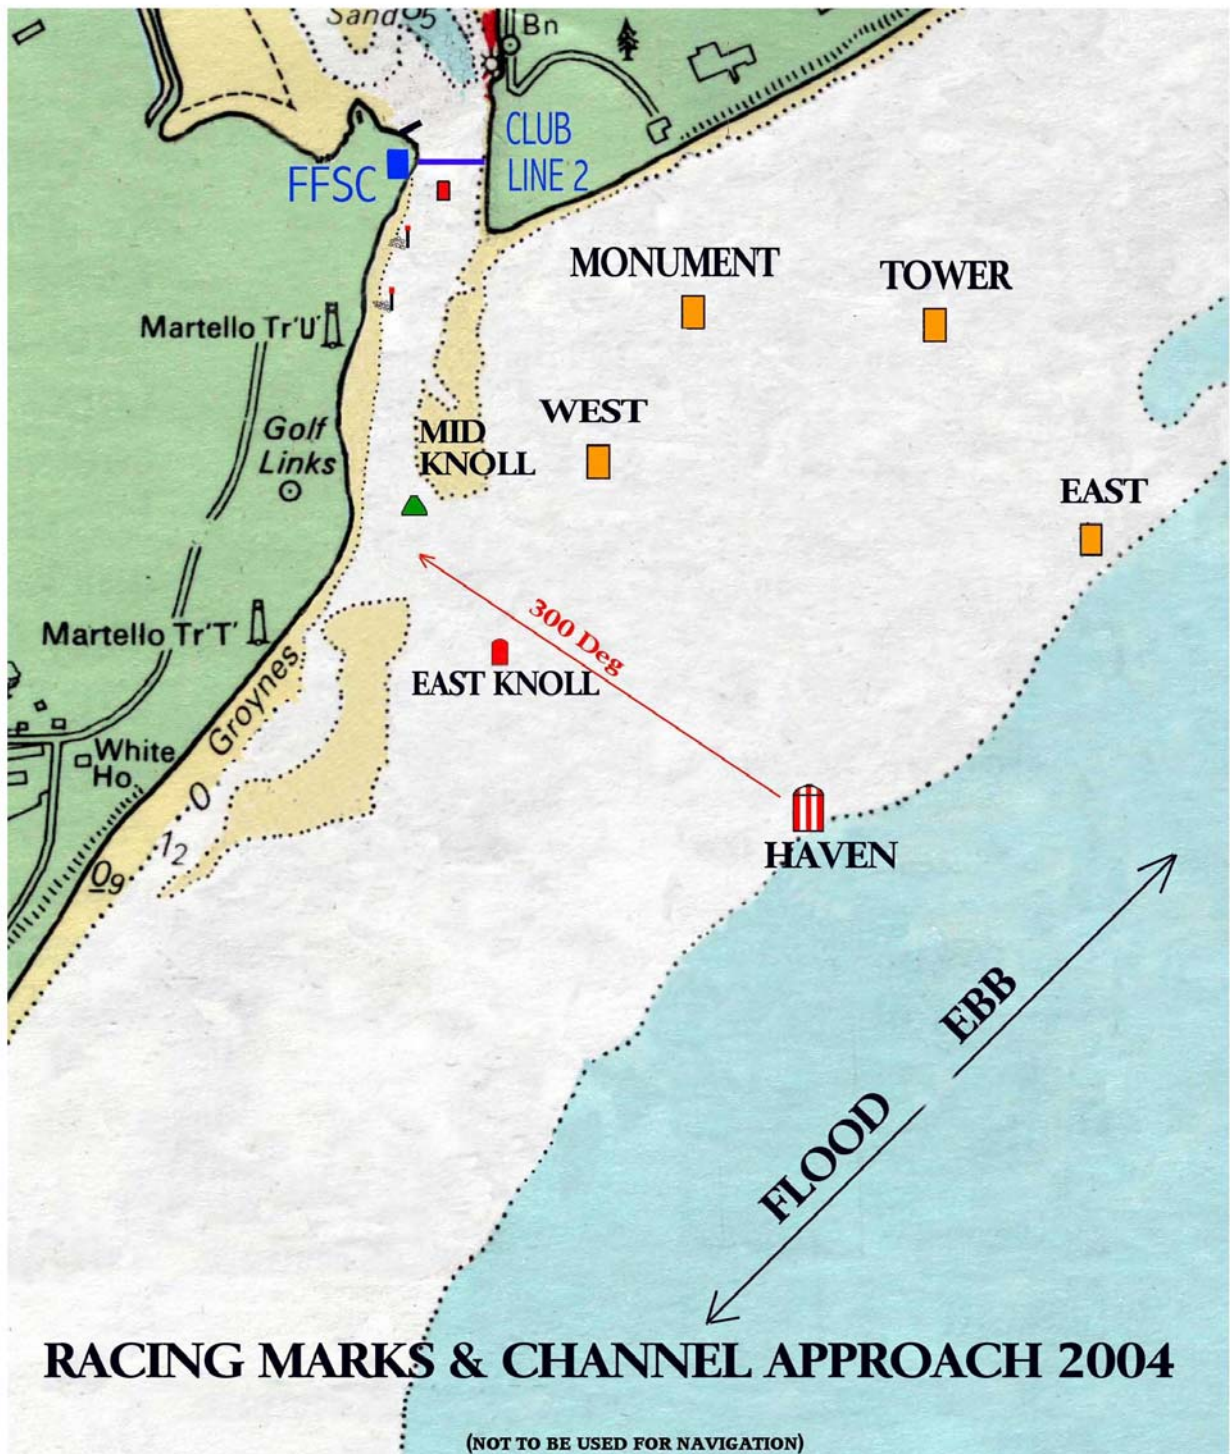 Sand
05
Bn
CLUB
LINE 2
FFSC
MONUMENT
TOWER
Martello Tr'U'
WEST
Golf
Links
MID
KNOLL
EAST
300 Deg
Martello Tr'T'
EAST KNOLL
Groynes
White
Ho.
0
12
09
HAVEN
EBB
FLOOD
RACING MARKS & CHANNEL APPROACH 2004
(NOT TO BE USED FOR NAVIGATION)